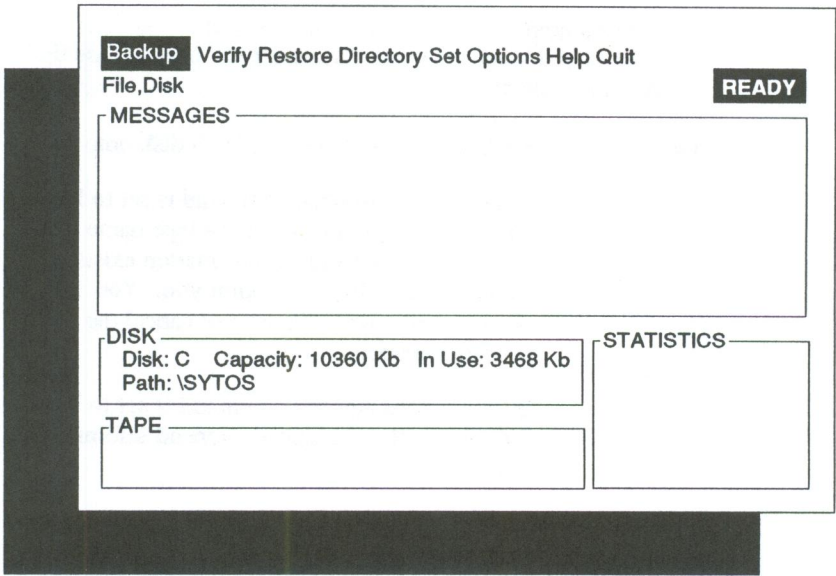 Backup Verify Restore Directory Set Options Help Quit
File,Disk
READY
MESSAGES
DISK
Disk: C Capacity: 10360 Kb In Use: 3468 Kb
Path: \SYTOS
STATISTICS
TAPE